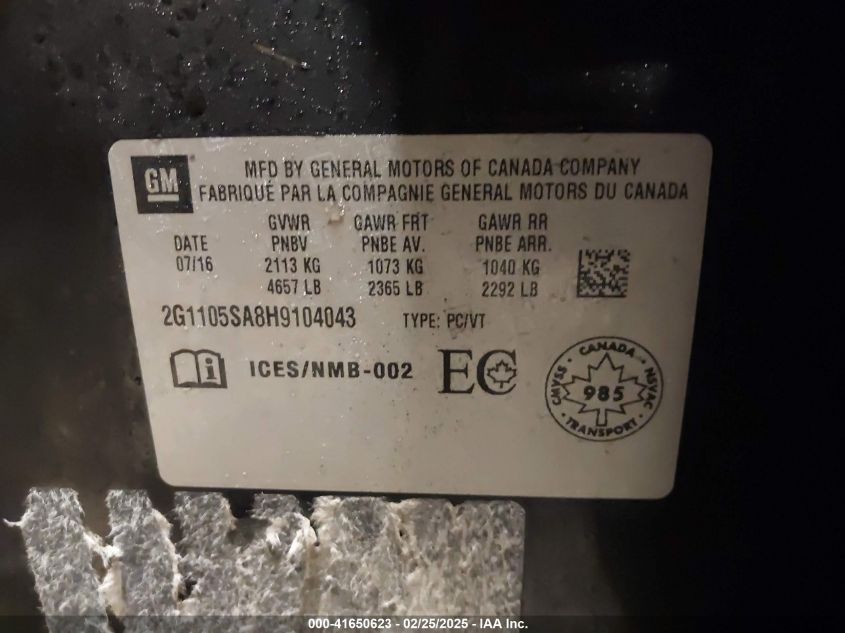 GM
MFD BY GENERAL MOTORS OF CANADA COMPANY
FABRIQUÉ PAR LA COMPAGNIE GENERAL MOTORS DU CANADA
GVWR GAWR FRT GAWR RR
DATE PNBV PNBE AV. PNBE ARR.
07/16 2113 KG 1073 KG 1040 KG
4657 LB 2365 LB 2292 LB
2G1105SA8H9104043 TYPE: PC/VT
i ICES/NMB-002 EC
CANADA
CMVSS 985 NSVAC
TRANSPORT
000-41650623 - 02/25/2025 - IAA Inc.